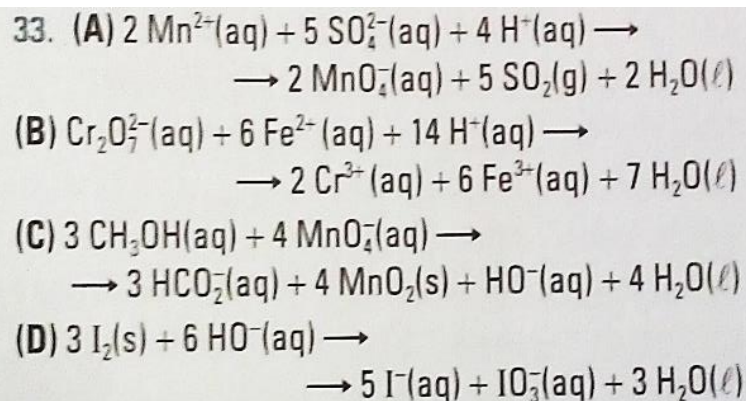 33. (A) 2 Mn²⁺(aq) + 5 SO₄²⁻(aq) + 4 H⁺(aq) ⟶
⟶ 2 MnO₄⁻(aq) + 5 SO₂(g) + 2 H₂O(ℓ)
(B) Cr₂O₇²⁻(aq) + 6 Fe²⁺ (aq) + 14 H⁺(aq) ⟶
⟶ 2 Cr³⁺ (aq) + 6 Fe³⁺(aq) + 7 H₂O(ℓ)
(C) 3 CH₃OH(aq) + 4 MnO₄⁻(aq) ⟶
⟶ 3 HCO₂⁻(aq) + 4 MnO₂(s) + HO⁻(aq) + 4 H₂O(ℓ)
(D) 3 I₂(s) + 6 HO⁻(aq) ⟶
⟶ 5 I⁻(aq) + IO₃⁻(aq) + 3 H₂O(ℓ)